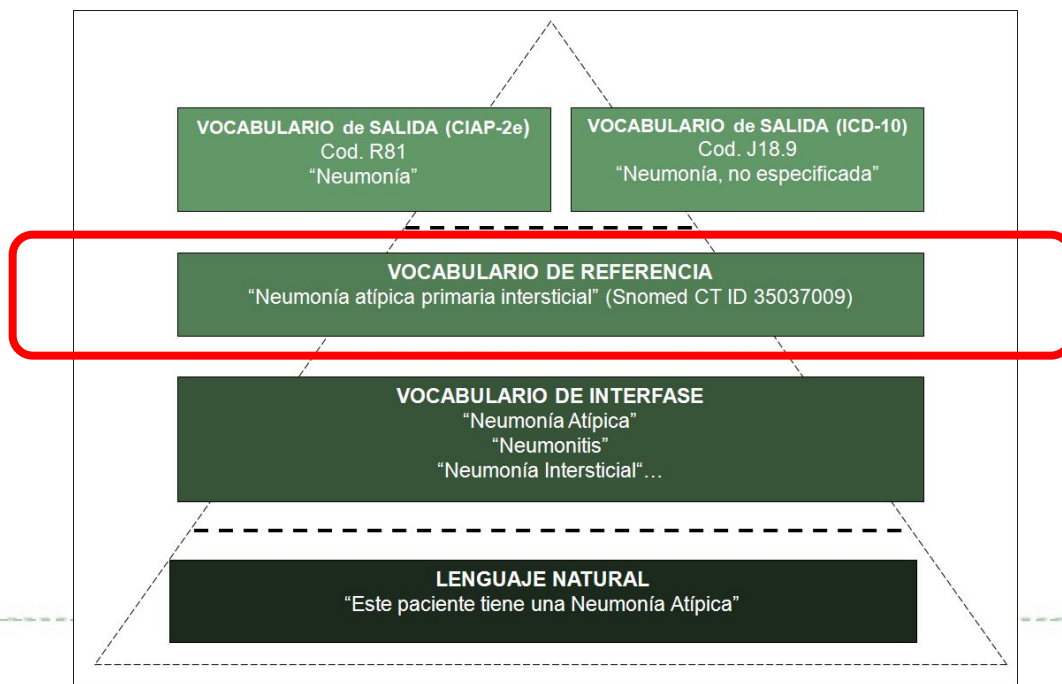 VOCABULARIO de SALIDA (CIAP-2e)
Cod. R81
“Neumonía”
VOCABULARIO de SALIDA (ICD-10)
Cod. J18.9
“Neumonía, no especificada”
VOCABULARIO DE REFERENCIA
“Neumonía atípica primaria intersticial” (Snomed CT ID 35037009)
VOCABULARIO DE INTERFASE
“Neumonía Atípica”
“Neumonitis”
“Neumonía Intersticial“…
LENGUAJE NATURAL
“Este paciente tiene una Neumonía Atípica”